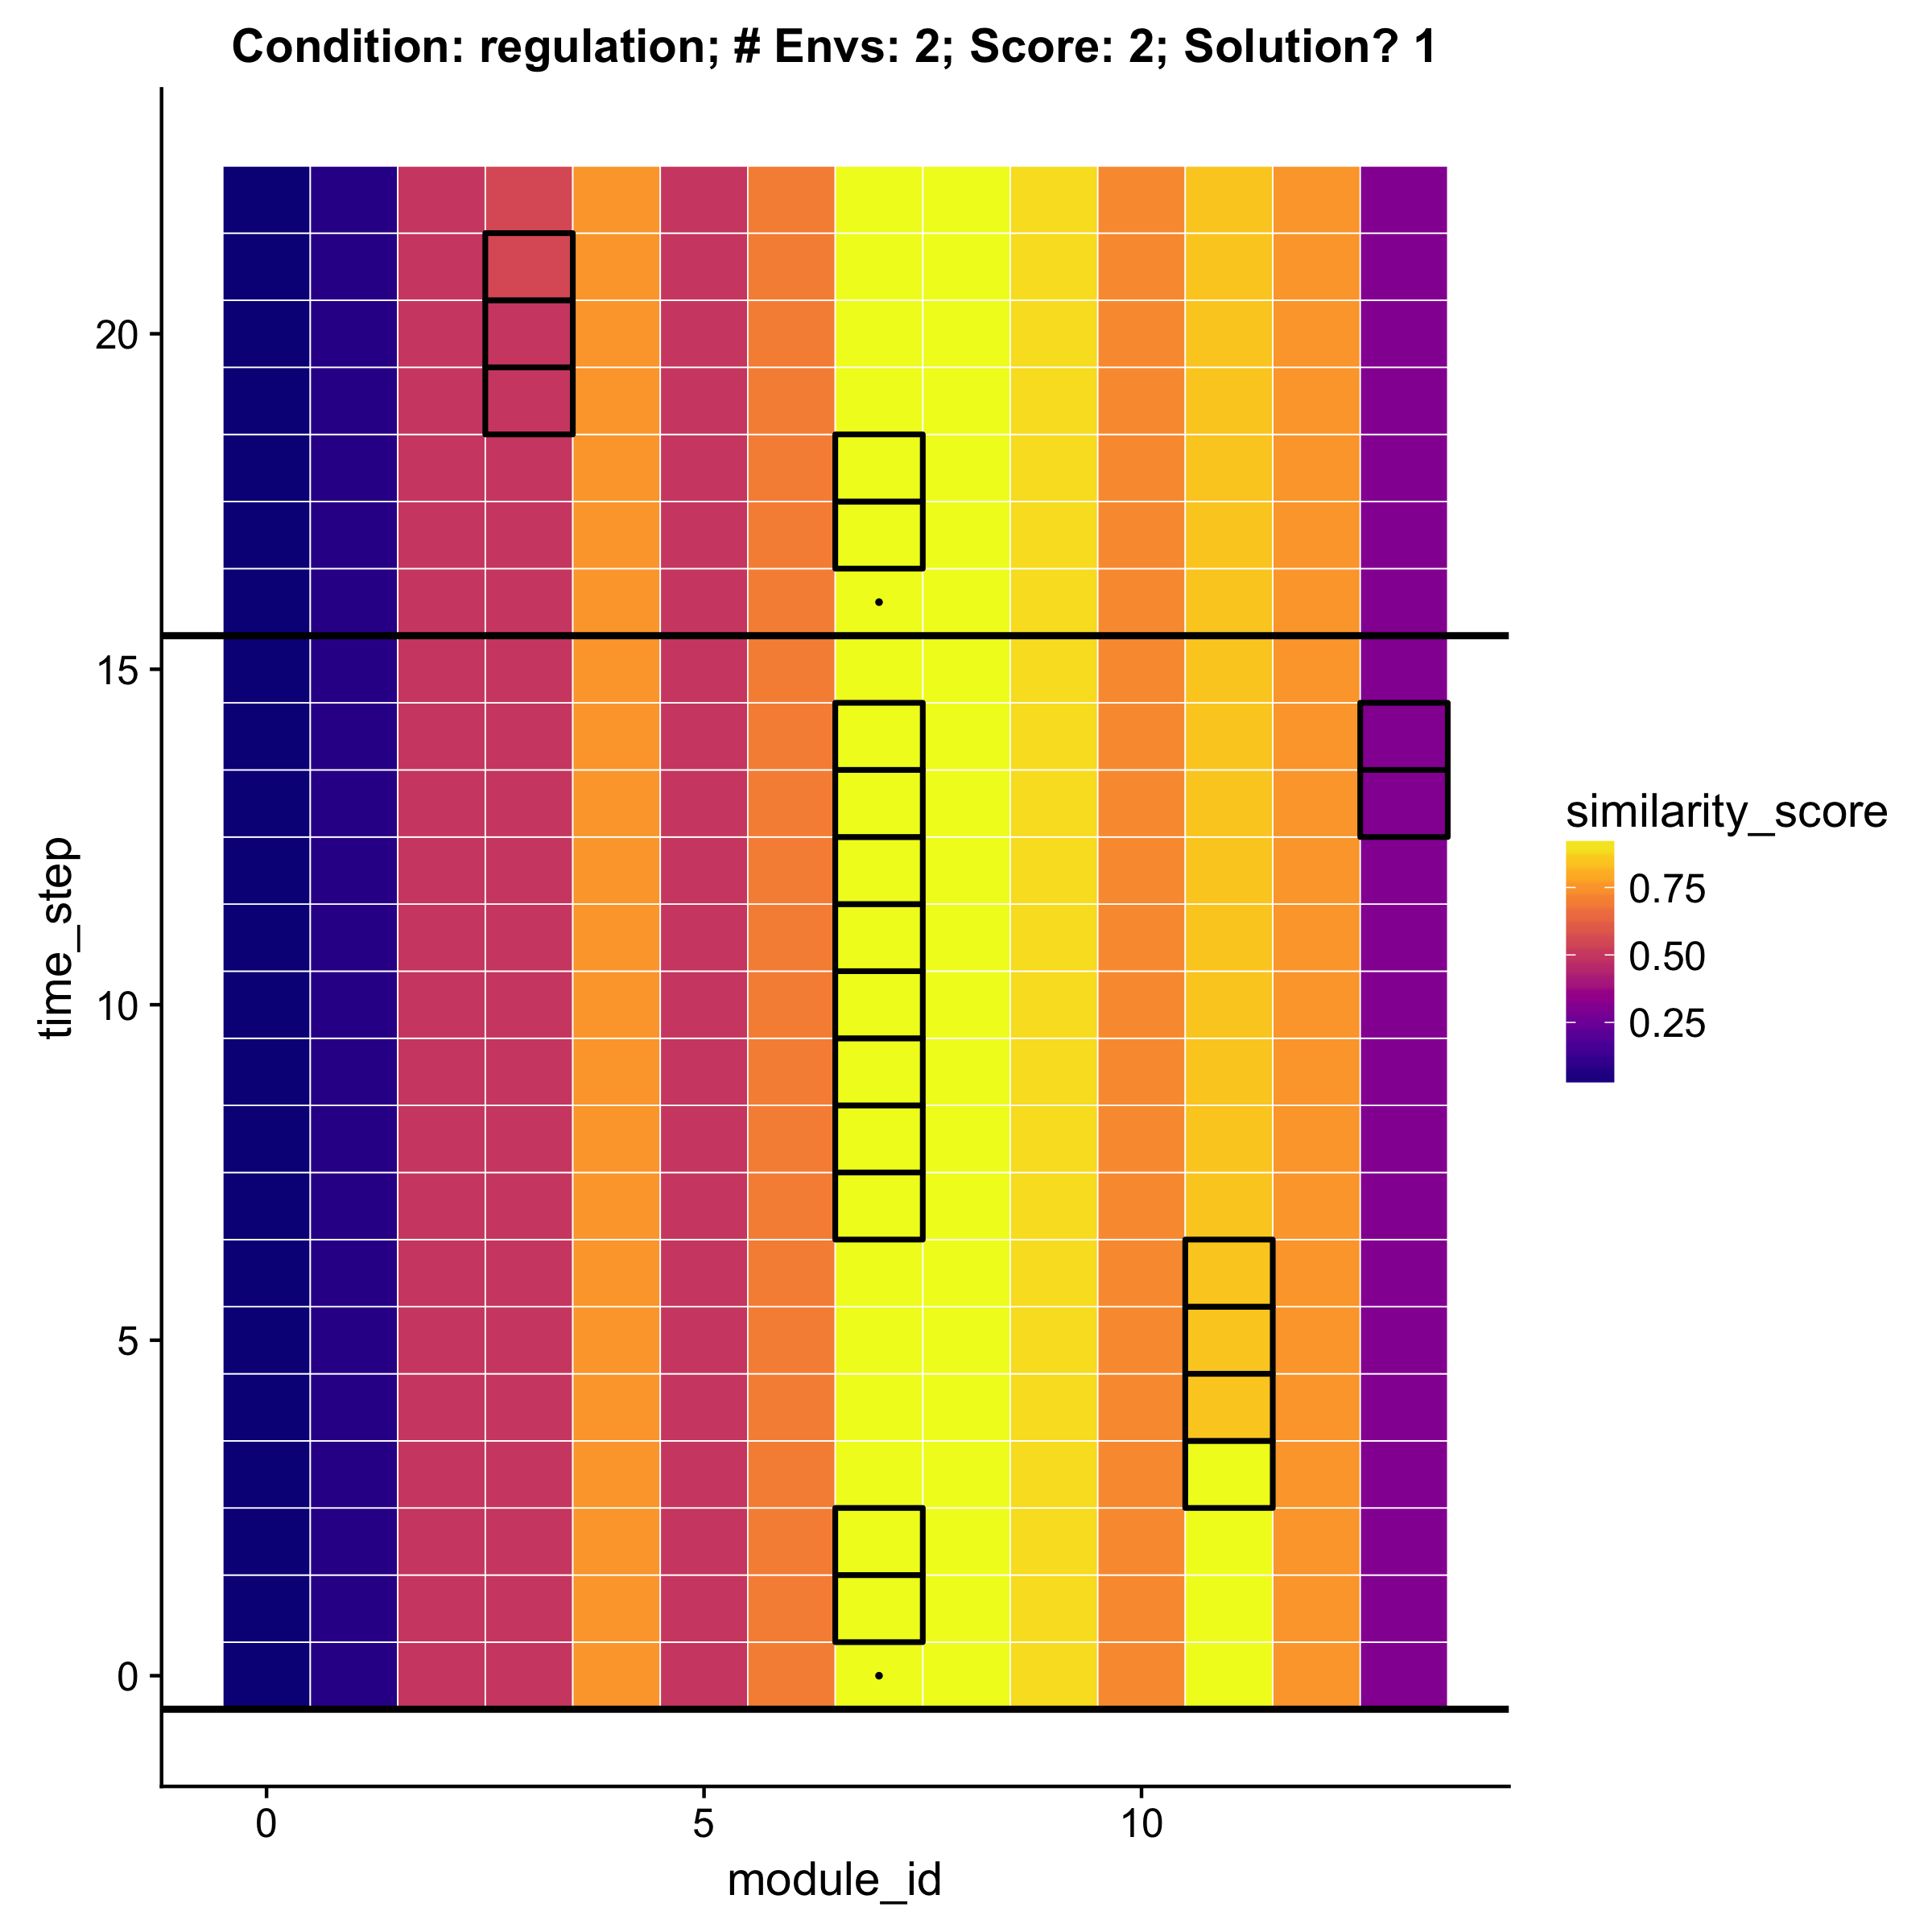 Condition: regulation; # Envs: 2; Score: 2; Solution? 1
time_step
20
15
10
5
0
0
5
10
module_id
similarity_score
0.75
0.50
0.25